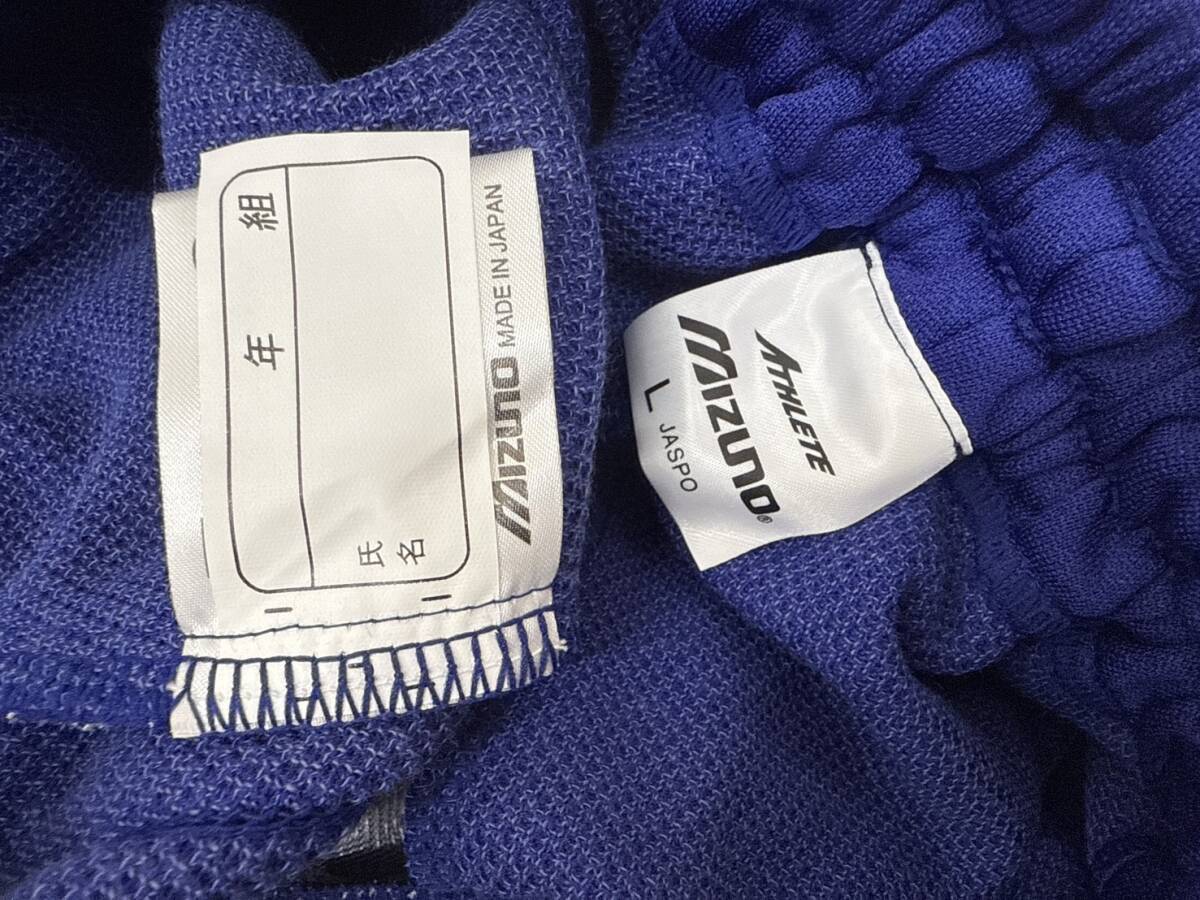 年 組
氏名
MIZUNO MADE IN JAPAN
ATHLETE
MIZUNO®
L JASPO